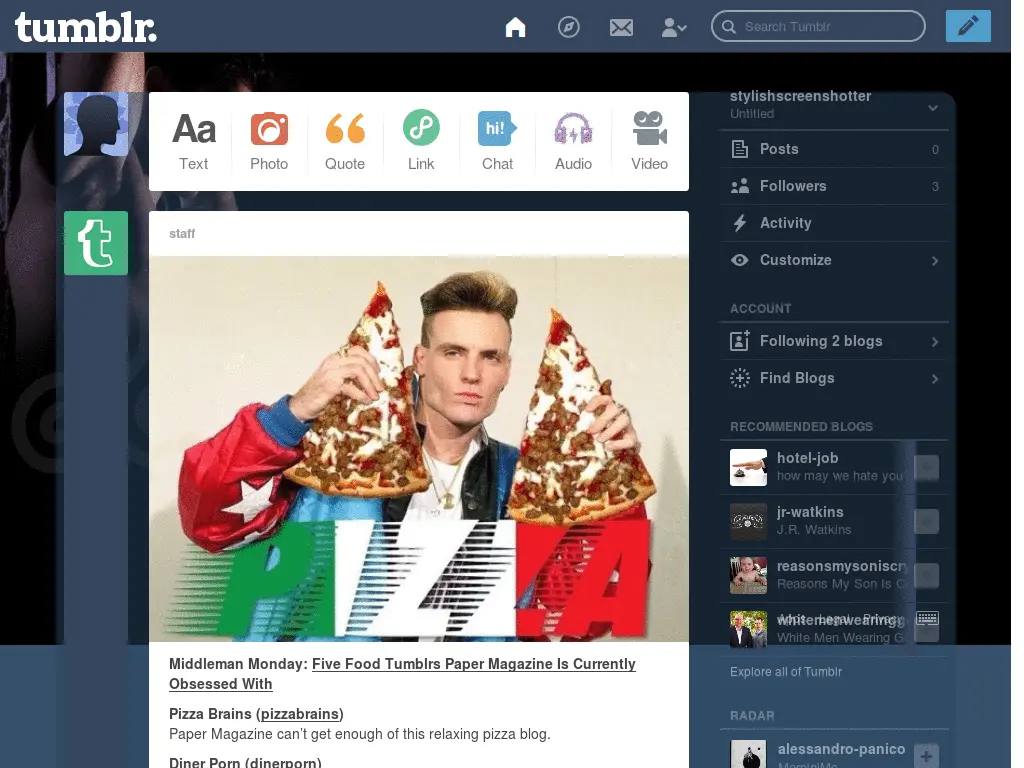 tumblr.
Search Tumblr
Aa
hi!
Text
Photo
Quote
Link
Chat
Audio
Video
t
staff
PIZZA
Middleman Monday: Five Food Tumblrs Paper Magazine Is Currently
Obsessed With
Pizza Brains (pizzabrains)
Paper Magazine can't get enough of this relaxing pizza blog.
Diner Porn (dinerporn)
stylishscreenshotter
Untitled
Posts 0
Followers 3
Activity
Customize
ACCOUNT
Following 2 blogs
Find Blogs
RECOMMENDED BLOGS
hotel-job
how may we hate you
jr-watkins
J.R. Watkins
reasonsmysoniscry
Reasons My Son Is C
Legal Privacy
White Men Wearing G
Explore all of Tumblr
RADAR
alessandro-panico